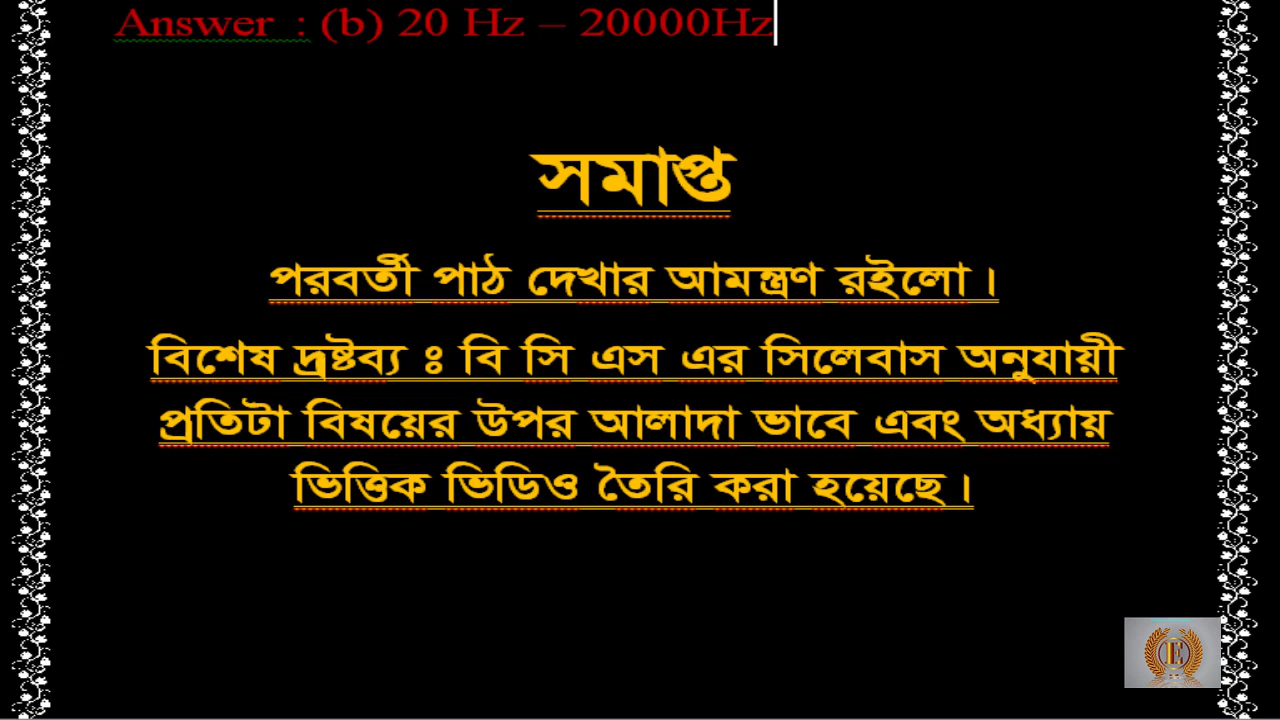 Answer : (b) 20 Hz – 20000Hz
সমাপ্ত
পরবর্তী পাঠ দেখার আমন্ত্রণ রইলো ।
বিশেষ দ্রষ্টব্য ঃ বি সি এস এর সিলেবাস অনুযায়ী
প্রতিটা বিষয়ের উপর আলাদা ভাবে এবং অধ্যায়
ভিত্তিক ভিডিও তৈরি করা হয়েছে ।
E